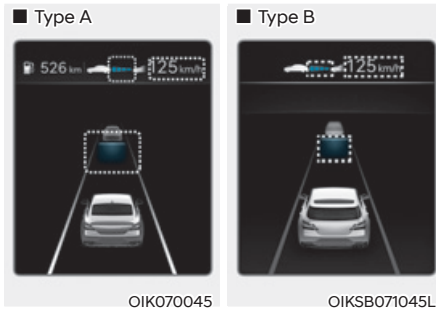 ■ Type A
■ Type B
526 km
125 km/h
125 km/h
OIK070045
OIKSB071045L